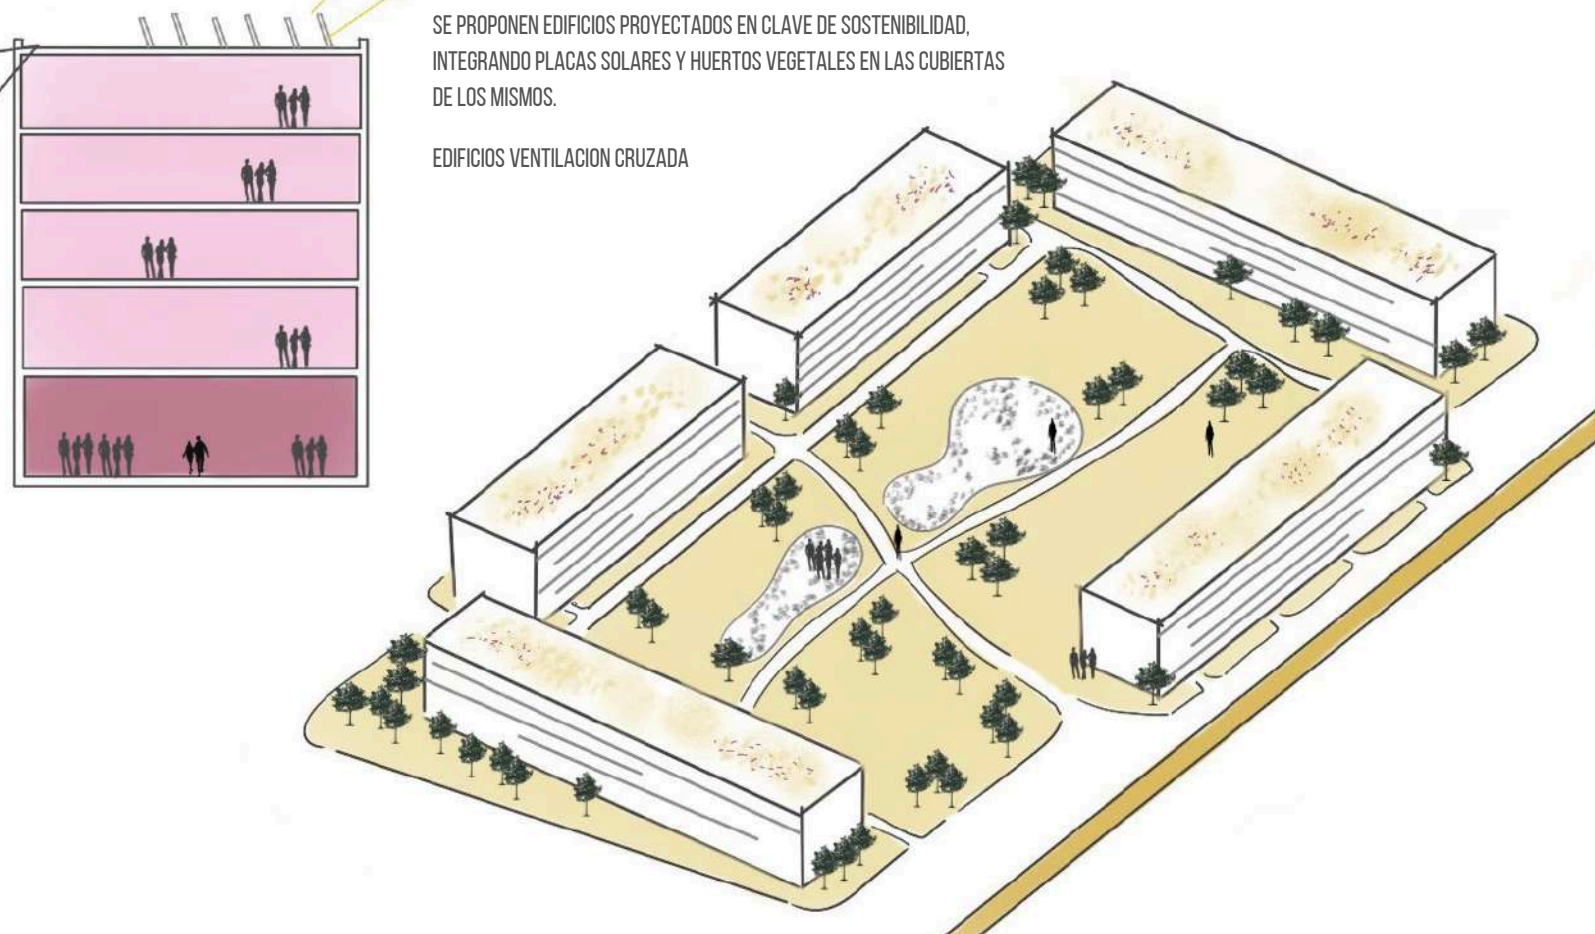 SE PROPONEN EDIFICIOS PROYECTADOS EN CLAVE DE SOSTENIBILIDAD,
INTEGRANDO PLACAS SOLARES Y HUERTOS VEGETALES EN LAS CUBIERTAS
DE LOS MISMOS.
EDIFICIOS VENTILACION CRUZADA